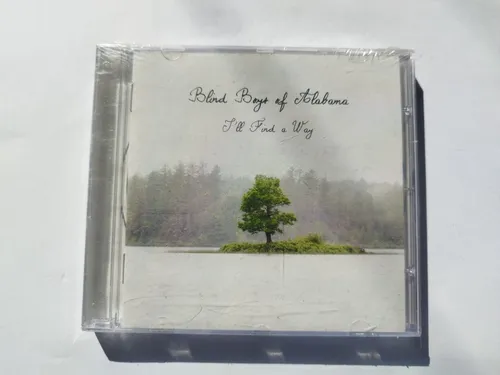 Blind Boys of Alabama
I'll Find a Way